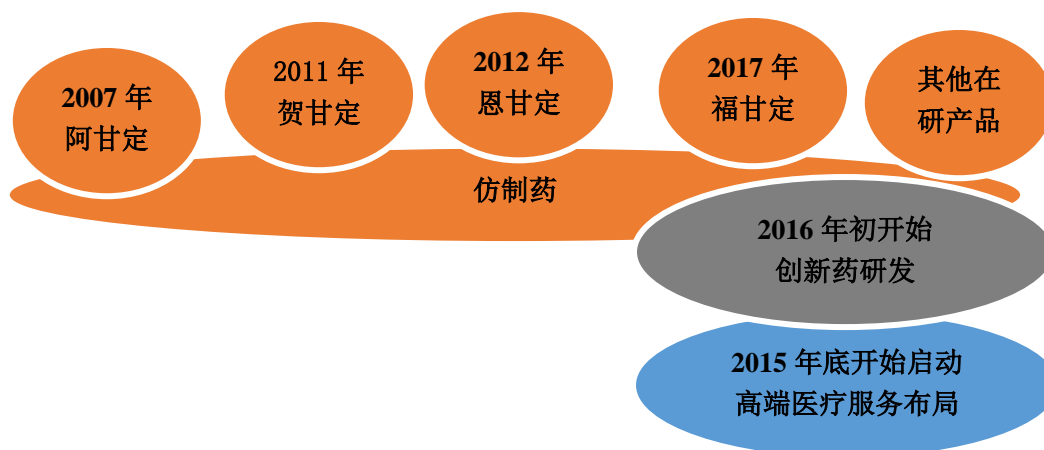 2007 年
阿甘定
2011 年
贺甘定
2012 年
恩甘定
2017 年
福甘定
其他在
研产品
仿制药
2016 年初开始
创新药研发
2015 年底开始启动
高端医疗服务布局